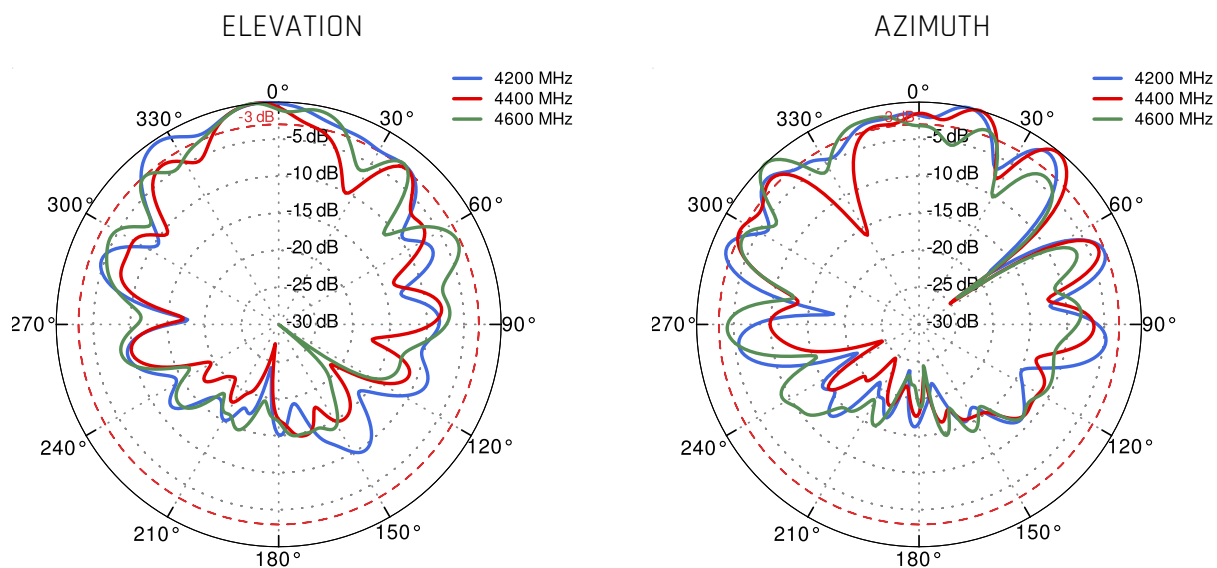 ELEVATION
4200 MHz
4400 MHz
4600 MHz
0°
30°
60°
90°
120°
150°
180°
210°
240°
270°
300°
330°
-3 dB
-5 dB
-10 dB
-15 dB
-20 dB
-25 dB
-30 dB
AZIMUTH
4200 MHz
4400 MHz
4600 MHz
0°
30°
60°
90°
120°
150°
180°
210°
240°
270°
300°
330°
-3 dB
-5 dB
-10 dB
-15 dB
-20 dB
-25 dB
-30 dB